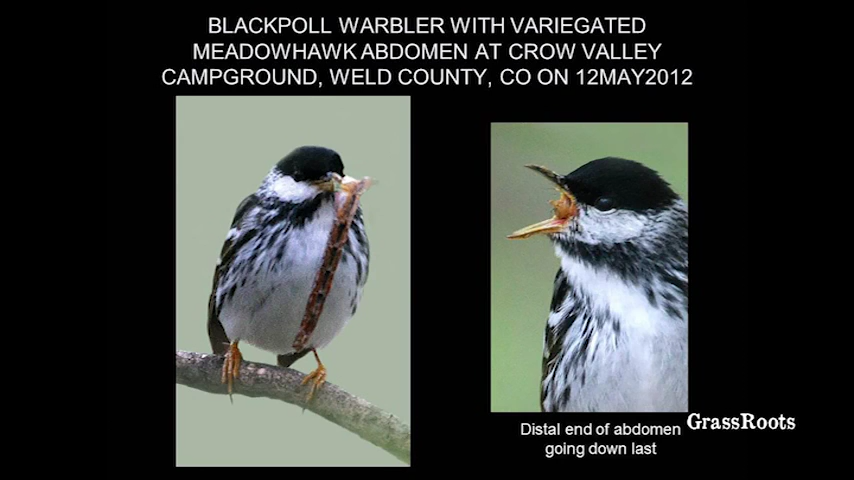 BLACKPOLL WARBLER WITH VARIEGATED
MEADOWHAWK ABDOMEN AT CROW VALLEY
CAMPGROUND, WELD COUNTY, CO ON 12MAY2012
Distal end of abdomen
going down last
GrassRoots